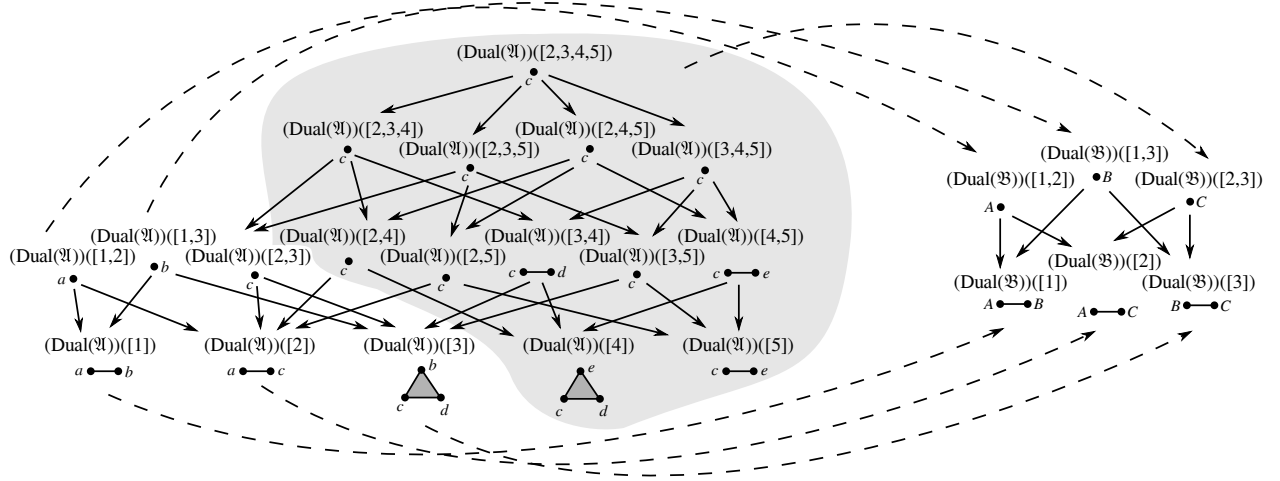 (Dual(𝔄))([2,3,4,5])
c
(Dual(𝔄))([2,3,4]) (Dual(𝔄))([2,4,5])
c c
(Dual(𝔄))([2,3,5]) (Dual(𝔄))([3,4,5])
c c
(Dual(𝔄))([1,3]) (Dual(𝔄))([2,4]) (Dual(𝔄))([3,4]) (Dual(𝔄))([4,5])
b c c d c e
(Dual(𝔄))([1,2]) (Dual(𝔄))([2,3]) (Dual(𝔄))([2,5]) (Dual(𝔄))([3,5])
a c c c
(Dual(𝔄))([1]) (Dual(𝔄))([2]) (Dual(𝔄))([3]) (Dual(𝔄))([4]) (Dual(𝔄))([5])
a b a c b e c e
c d c d
(Dual(𝔅))([1,3])
B
(Dual(𝔅))([1,2]) (Dual(𝔅))([2,3])
A C
(Dual(𝔅))([2])
A C
(Dual(𝔅))([1]) (Dual(𝔅))([3])
A B B C